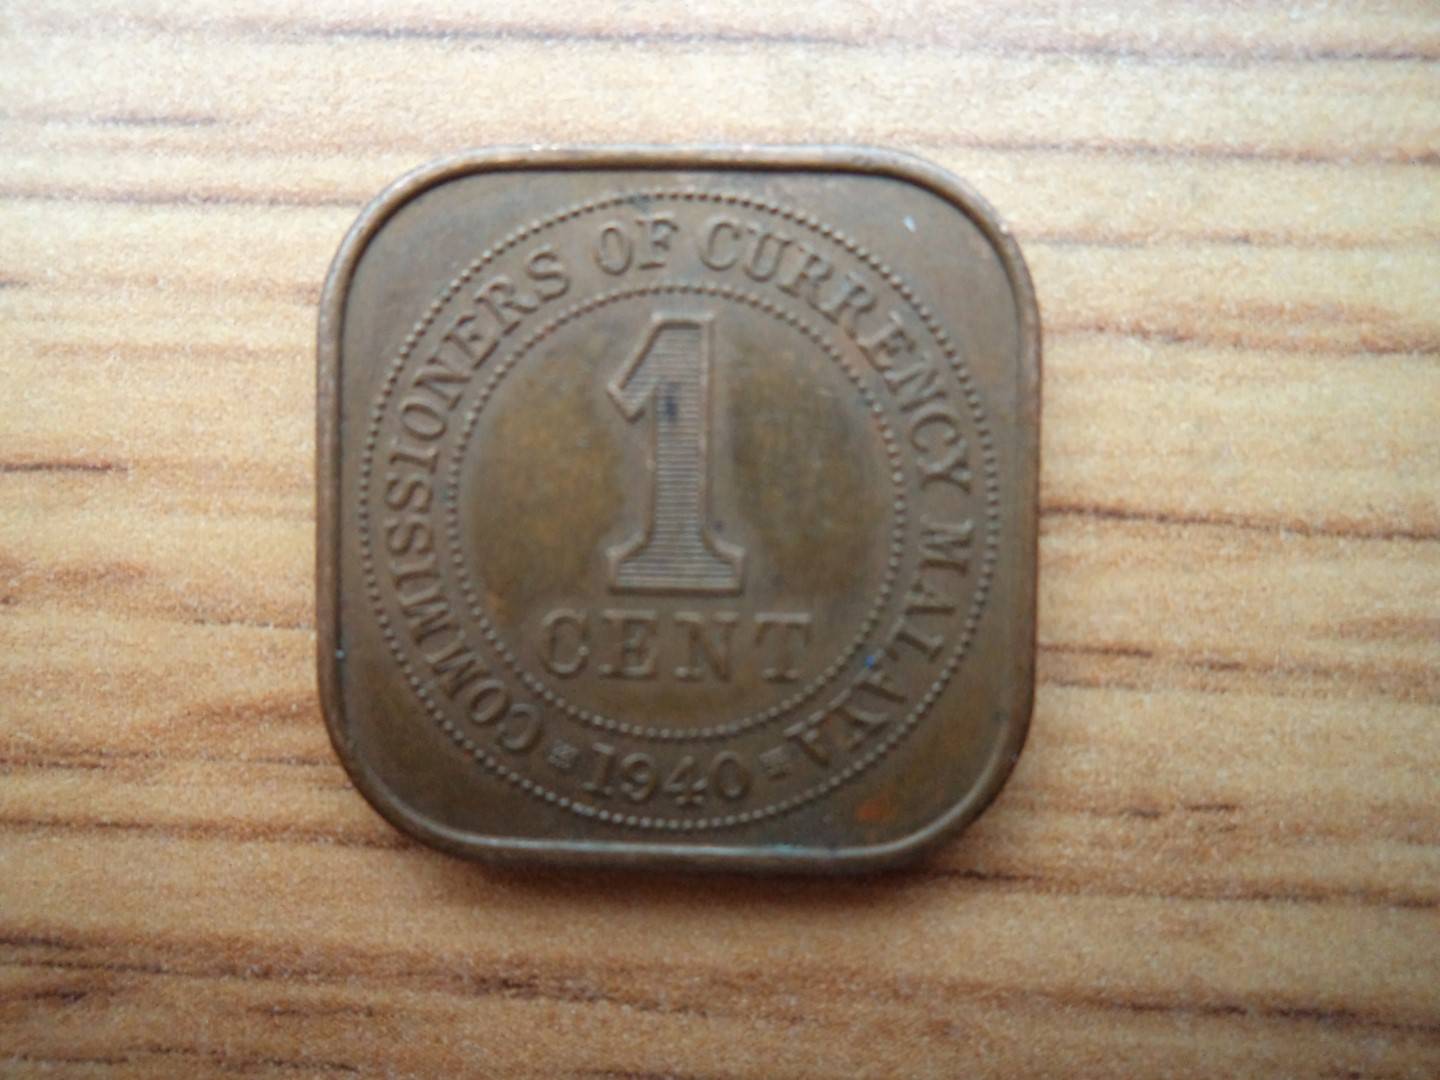 COMMISSIONERS OF CURRENCY MALAYA
1
CENT
1940